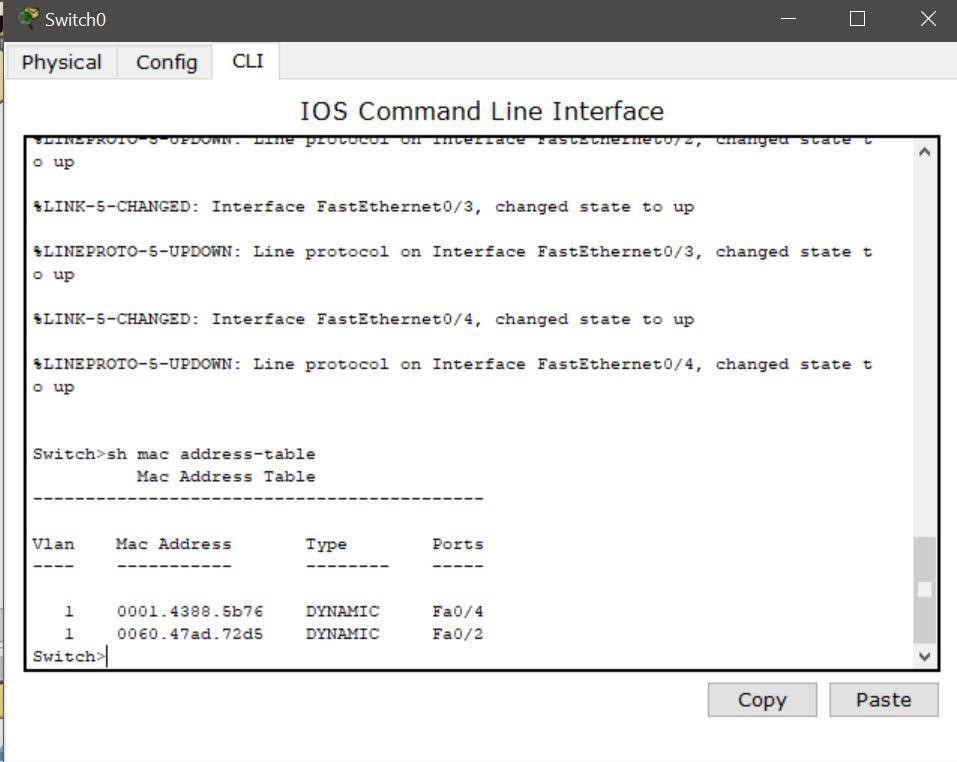 Switch0
Physical Config CLI
IOS Command Line Interface
%LINEPROTO-5-UPDOWN: Line protocol on Interface FastEthernet0/2, changed state t
o up
%LINK-5-CHANGED: Interface FastEthernet0/3, changed state to up
%LINEPROTO-5-UPDOWN: Line protocol on Interface FastEthernet0/3, changed state t
o up
%LINK-5-CHANGED: Interface FastEthernet0/4, changed state to up
%LINEPROTO-5-UPDOWN: Line protocol on Interface FastEthernet0/4, changed state t
o up
Switch>sh mac address-table
Mac Address Table
-------------------------------------------
Vlan Mac Address Type Ports
---- ----------- -------- -----
1 0001.4388.5b76 DYNAMIC Fa0/4
1 0060.47ad.72d5 DYNAMIC Fa0/2
Switch>
Copy Paste